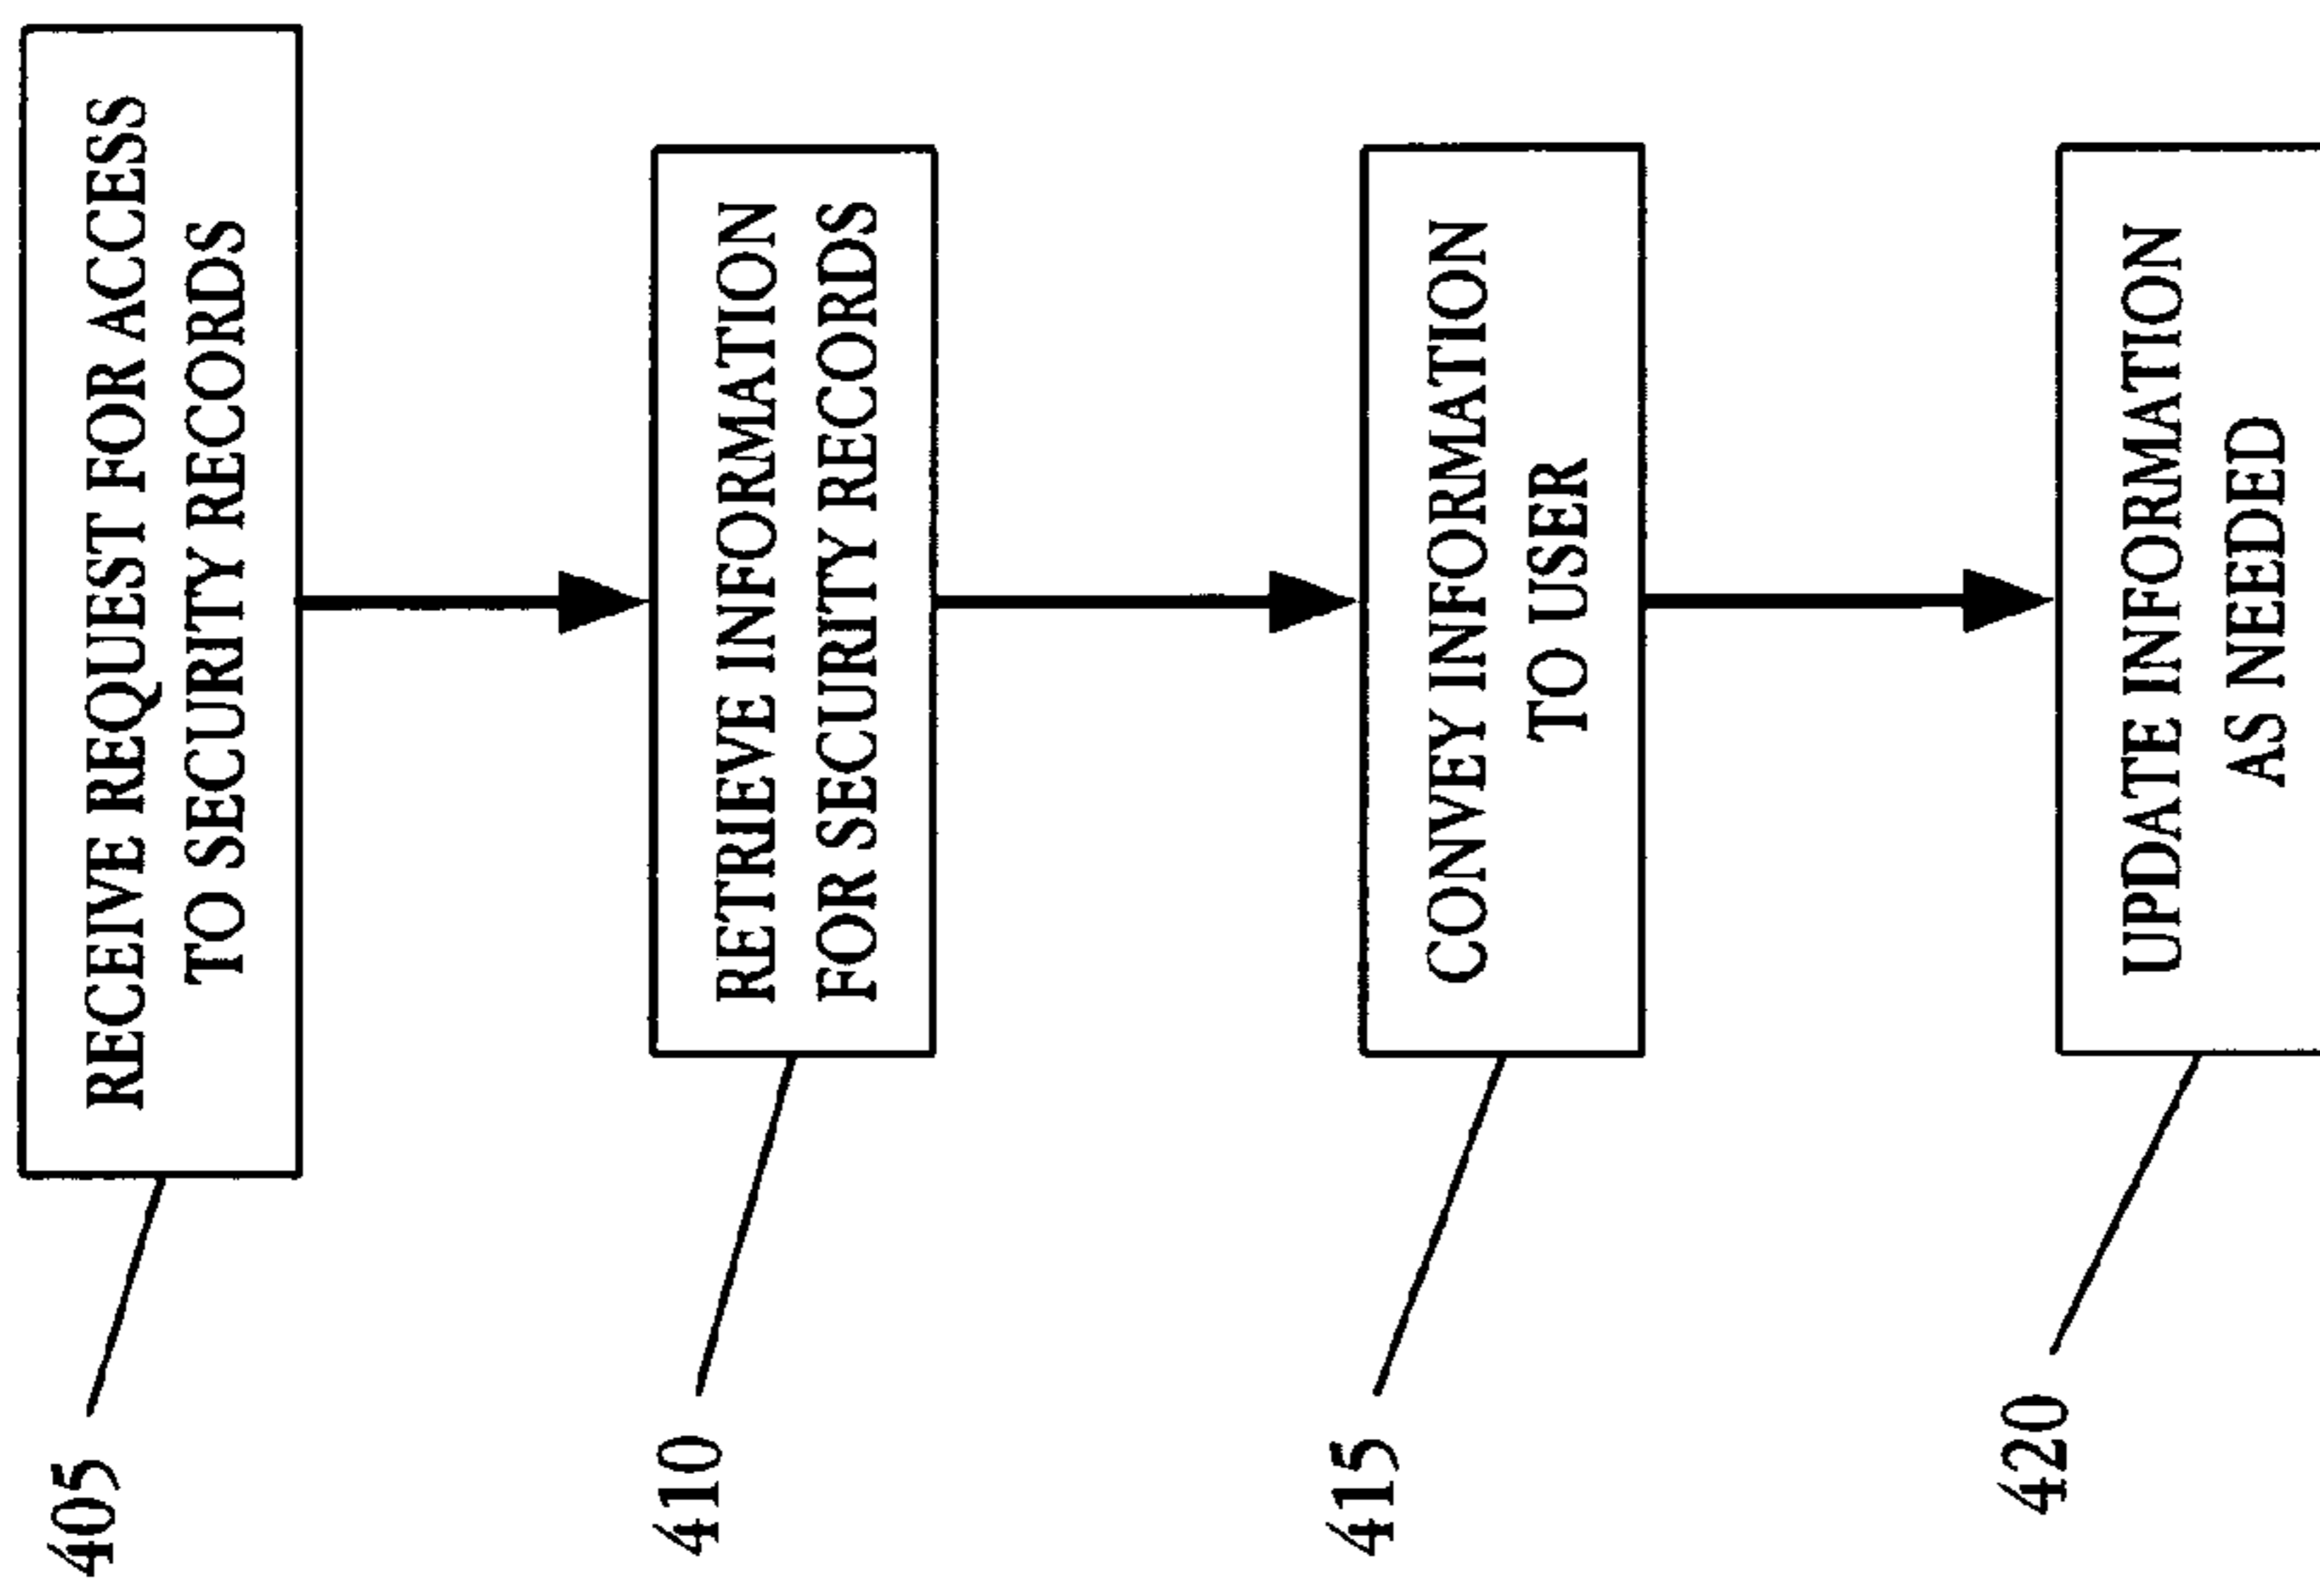 RECEIVE REQUEST FOR ACCESS
TO SECURITY RECORDS
405
RETRIEVE INFORMATION
FOR SECURITY RECORDS
410
CONVEY INFORMATION
TO USER
415
UPDATE INFORMATION
AS NEEDED
420